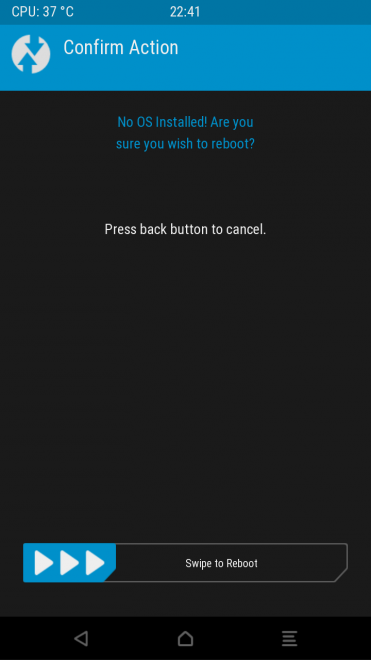 CPU: 37 °C 22:41
Confirm Action
No OS Installed! Are you
sure you wish to reboot?
Press back button to cancel.
Swipe to Reboot